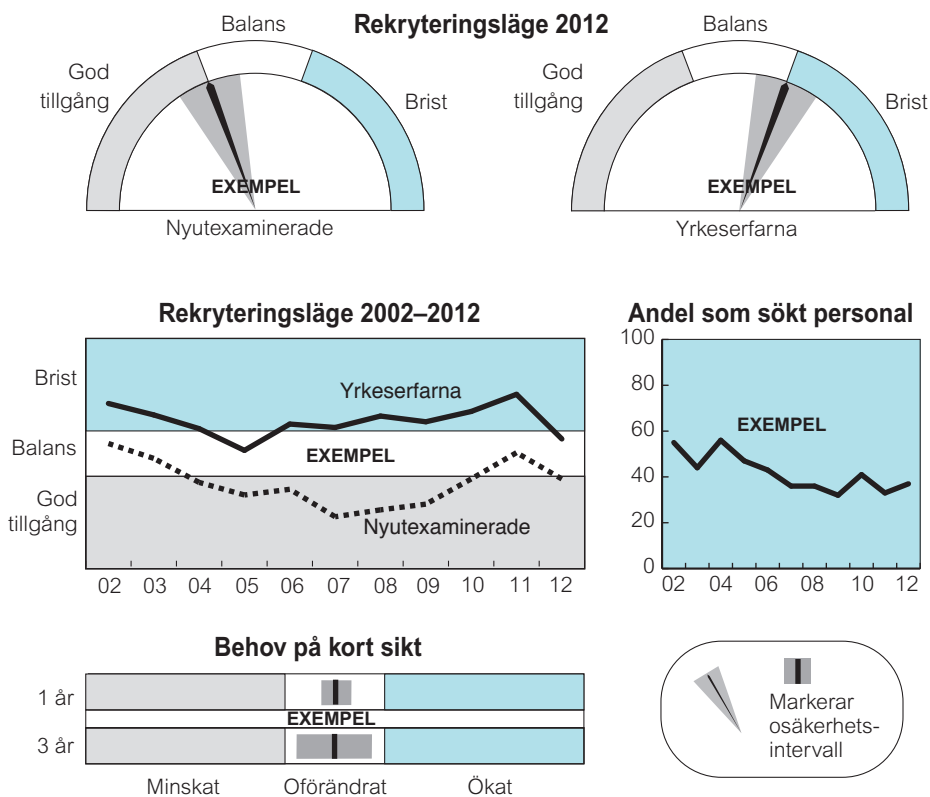 Rekryteringsläge 2012
Balans
God
tillgång
Brist
EXEMPEL
Nyutexaminerade
Balans
God
tillgång
Brist
EXEMPEL
Yrkeserfarna
Rekryteringsläge 2002–2012
Brist
Balans
God
tillgång
Yrkeserfarna
EXEMPEL
Nyutexaminerade
02 03 04 05 06 07 08 09 10 11 12
Andel som sökt personal
100
80
60
40
20
0
EXEMPEL
02 04 06 08 10 12
Behov på kort sikt
1 år
EXEMPEL
3 år
Minskat Oförändrat Ökat
Markerar
osäkerhets-
intervall